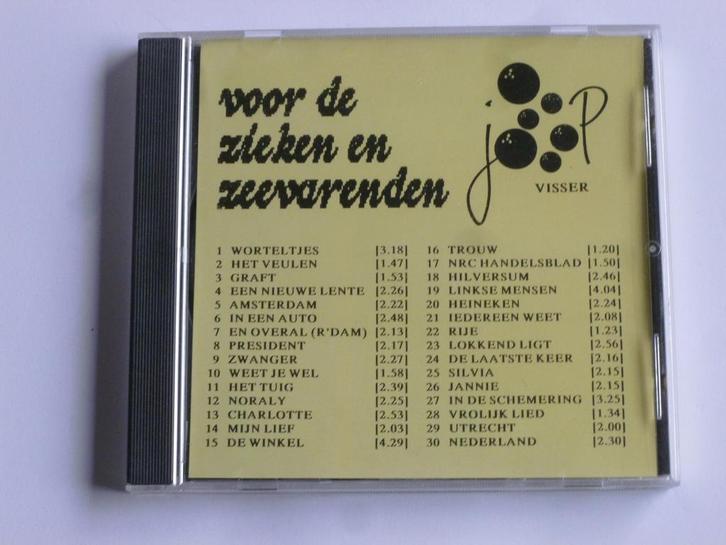 voor de
zieken en
zeevarenden
jooP
VISSER
1 WORTELTJES [3.18]
2 HET VEULEN [1.47]
3 GRAFT [1.53]
4 EEN NIEUWE LENTE [2.26]
5 AMSTERDAM [2.22]
6 IN EEN AUTO [2.48]
7 EN OVERAL (R'DAM) [2.13]
8 PRESIDENT [2.17]
9 ZWANGER [2.27]
10 WEET JE WEL [1.58]
11 HET TUIG [2.39]
12 NORALY [2.25]
13 CHARLOTTE [2.53]
14 MIJN LIEF [2.03]
15 DE WINKEL [4.29]
16 TROUW [1.20]
17 NRC HANDELSBLAD [1.50]
18 HILVERSUM [2.46]
19 LINKSE MENSEN [4.04]
20 HEINEKEN [2.24]
21 IEDEREEN WEET [2.08]
22 RIJE [1.23]
23 LOKKEND LIGT [2.56]
24 DE LAATSTE KEER [2.16]
25 SILVIA [2.15]
26 JANNIE [2.15]
27 IN DE SCHEMERING [3.25]
28 VROLIJK LIED [1.34]
29 UTRECHT [2.00]
30 NEDERLAND [2.30]